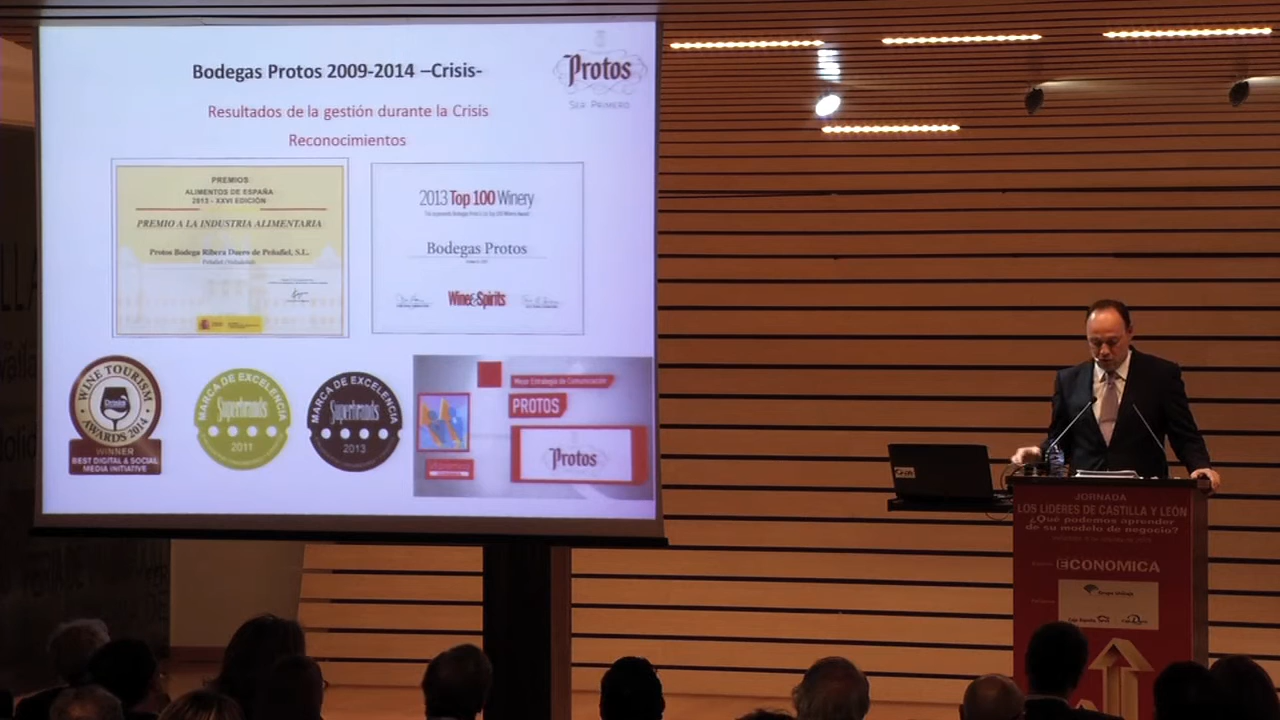 Bodegas Protos 2009-2014 –Crisis-
Protos
SER PRIMERO
Resultados de la gestión durante la Crisis
Reconocimientos
PREMIOS
ALIMENTOS DE ESPAÑA
2013 - XXVI EDICIÓN
PREMIO A LA INDUSTRIA ALIMENTARIA
Protos Bodega Ribera Duero de Peñafiel, S.L.
Peñafiel (Valladolid)
2013 Top 100 Winery
Bodegas Protos
Wine&Spirits
WINE TOURISM
AWARDS 2014
WINNER
BEST DIGITAL & SOCIAL
MEDIA INITIATIVE
MARCA DE EXCELENCIA
Superbrands
2011
MARCA DE EXCELENCIA
Superbrands
2013
Mejor Estrategia de Comunicación
PROTOS
Protos
JORNADA
LOS LÍDERES DE CASTILLA Y LEÓN
¿Qué podemos aprender
de su modelo de negocio?
ECONÓMICA